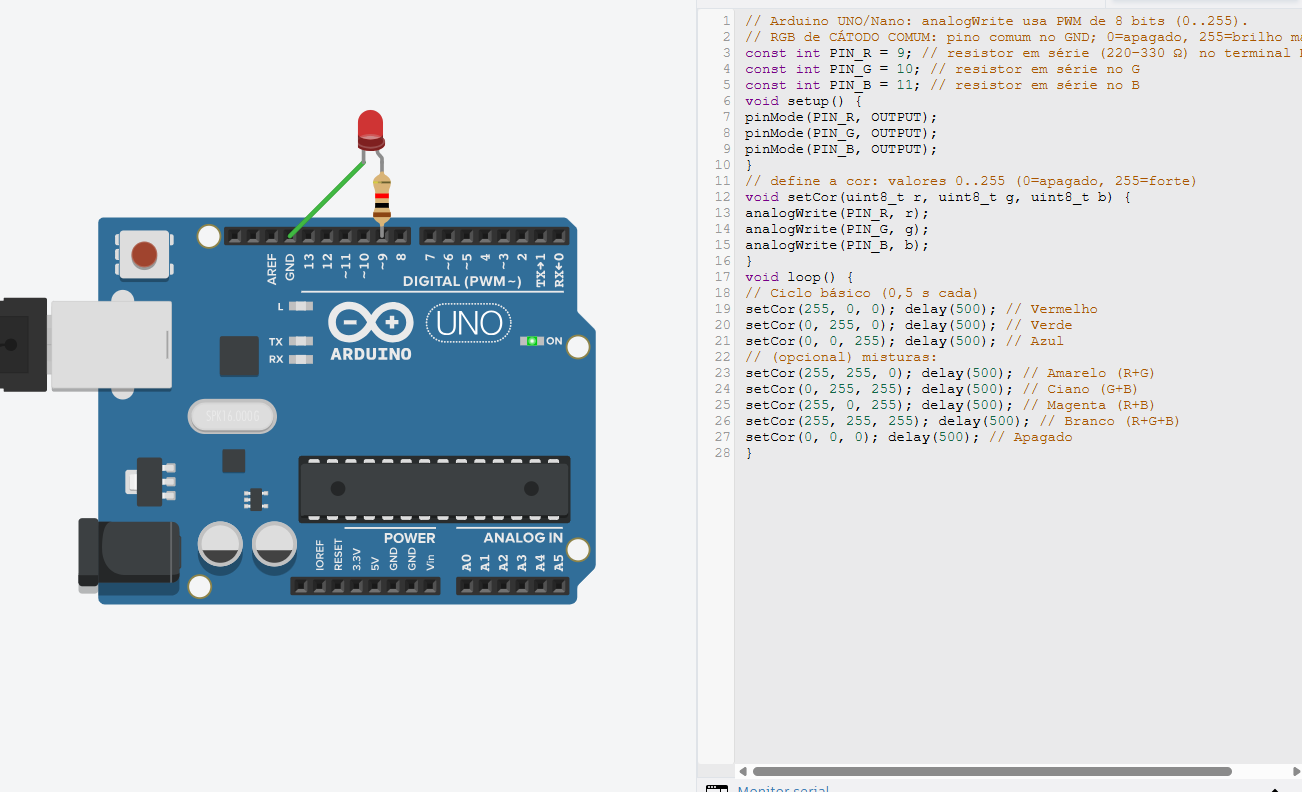 AREF
GND
13
12
~11
~10
~9
8
7
~6
~5
4
~3
2
TX→1
RX←0
DIGITAL (PWM~)
L
TX
RX
ARDUINO
UNO
ON
POWER
ANALOG IN
IOREF
RESET
3.3V
5V
GND
GND
Vin
A0
A1
A2
A3
A4
A5
1 // Arduino UNO/Nano: analogWrite usa PWM de 8 bits (0..255).
2 // RGB de CÁTODO COMUM: pino comum no GND; 0=apagado, 255=brilho
3 const int PIN_R = 9; // resistor em série (220–330 Ω) no terminal
4 const int PIN_G = 10; // resistor em série no G
5 const int PIN_B = 11; // resistor em série no B
6 void setup() {
7 pinMode(PIN_R, OUTPUT);
8 pinMode(PIN_G, OUTPUT);
9 pinMode(PIN_B, OUTPUT);
10 }
11 // define a cor: valores 0..255 (0=apagado, 255=forte)
12 void setCor(uint8_t r, uint8_t g, uint8_t b) {
13 analogWrite(PIN_R, r);
14 analogWrite(PIN_G, g);
15 analogWrite(PIN_B, b);
16 }
17 void loop() {
18 // Ciclo básico (0,5 s cada)
19 setCor(255, 0, 0); delay(500); // Vermelho
20 setCor(0, 255, 0); delay(500); // Verde
21 setCor(0, 0, 255); delay(500); // Azul
22 // (opcional) misturas:
23 setCor(255, 255, 0); delay(500); // Amarelo (R+G)
24 setCor(0, 255, 255); delay(500); // Ciano (G+B)
25 setCor(255, 0, 255); delay(500); // Magenta (R+B)
26 setCor(255, 255, 255); delay(500); // Branco (R+G+B)
27 setCor(0, 0, 0); delay(500); // Apagado
28 }
Monitor serial